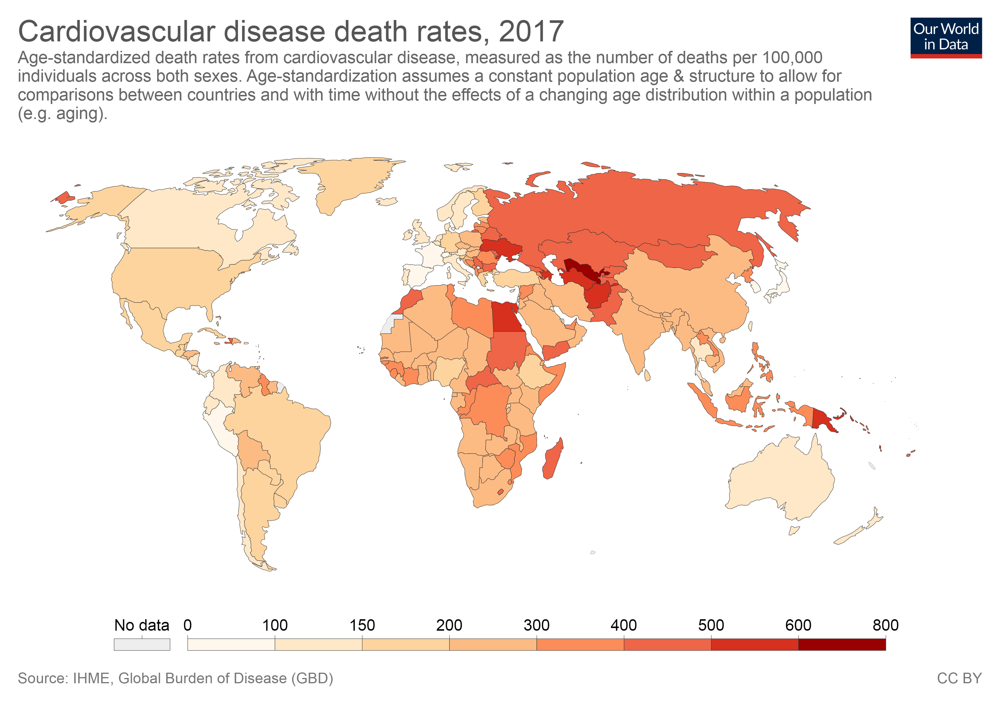 Cardiovascular disease death rates, 2017
Our World
in Data
Age-standardized death rates from cardiovascular disease, measured as the number of deaths per 100,000
individuals across both sexes. Age-standardization assumes a constant population age & structure to allow for
comparisons between countries and with time without the effects of a changing age distribution within a population
(e.g. aging).
No data 0 100 150 200 300 400 500 600 800
Source: IHME, Global Burden of Disease (GBD)
CC BY